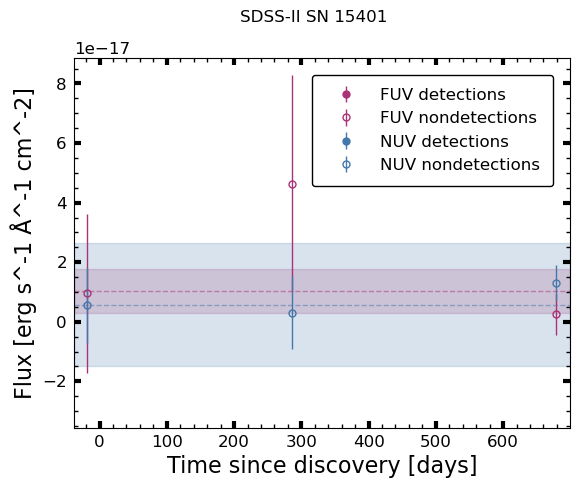 SDSS-II SN 15401
1e−17
FUV detections
FUV nondetections
NUV detections
NUV nondetections
8
6
4
2
0
−2
Flux [erg s^-1 Å^-1 cm^-2]
0 100 200 300 400 500 600
Time since discovery [days]